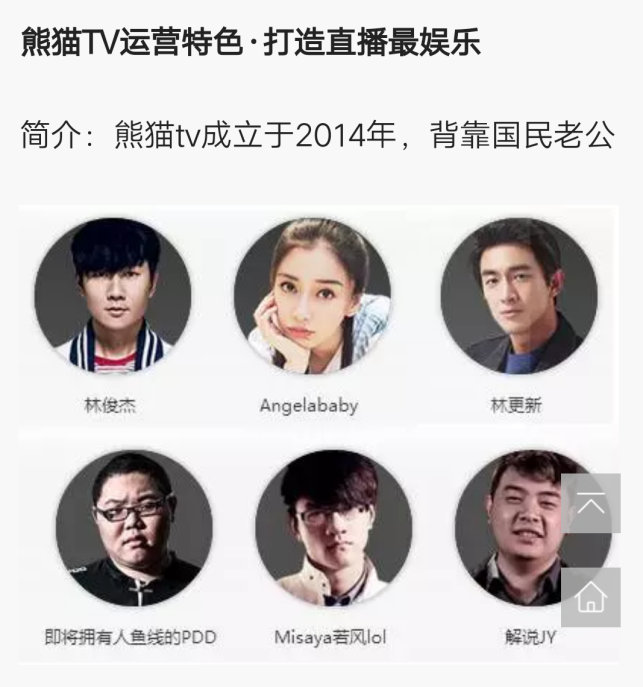 熊猫TV运营特色·打造直播最娱乐
简介：熊猫tv成立于2014年，背靠国民老公
林俊杰
Angelababy
林更新
即将拥有人鱼线的PDD
Misaya若风lol
解说JY